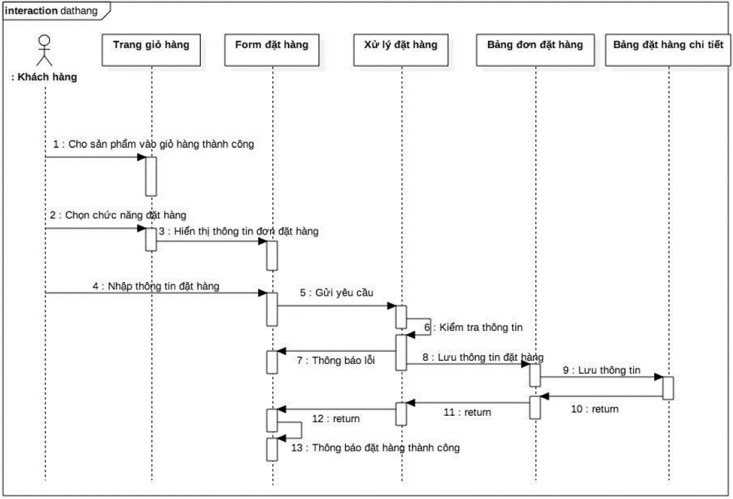 interaction dathang
Trang giỏ hàng
Form đặt hàng
Xử lý đặt hàng
Bảng đơn đặt hàng
Bảng đặt hàng chi tiết
: Khách hàng
1 : Cho sản phẩm vào giỏ hàng thành công
2 : Chọn chức năng đặt hàng
3 : Hiển thị thông tin đơn đặt hàng
4 : Nhập thông tin đặt hàng
5 : Gửi yêu cầu
6 : Kiểm tra thông tin
7 : Thông báo lỗi
8 : Lưu thông tin đặt hàng
9 : Lưu thông tin
10 : return
11 : return
12 : return
13 : Thông báo đặt hàng thành công